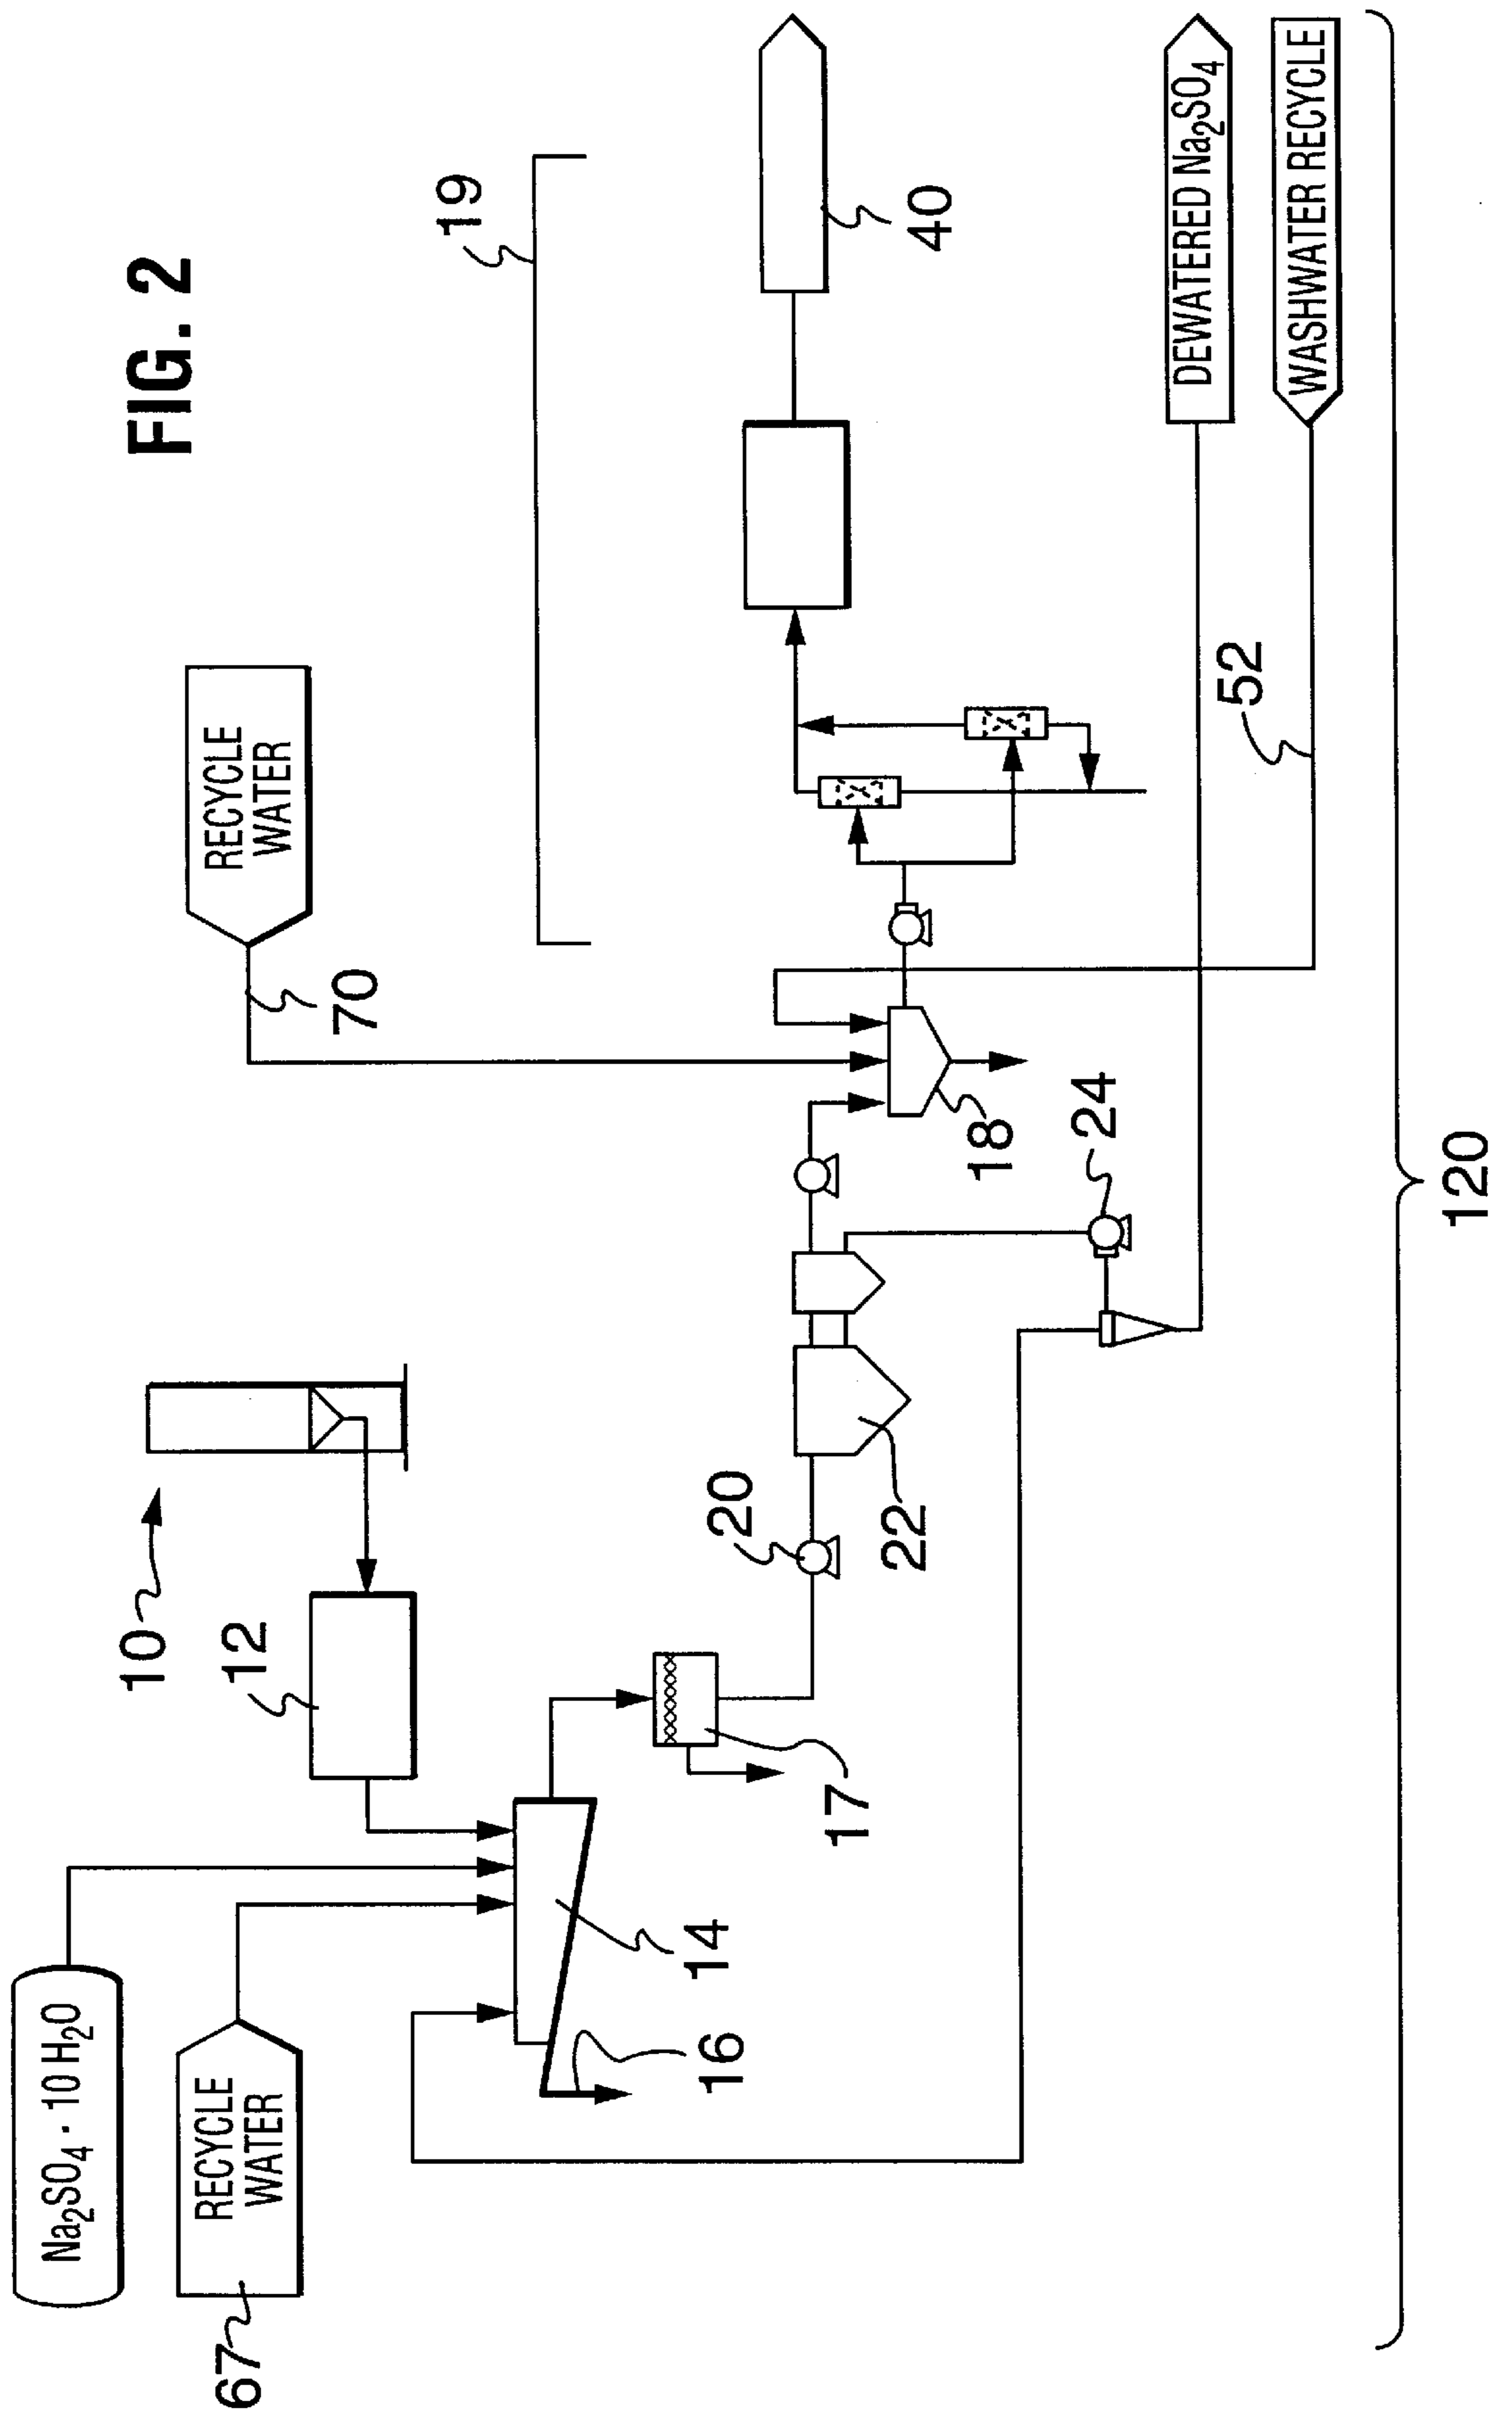 FIG. 2
Na2SO4 · 10 H2O
RECYCLE
WATER
67
10
12
14
16
17
20
22
24
RECYCLE
WATER
70
18
19
40
DEWATERED Na2SO4
WASHWATER RECYCLE
52
120